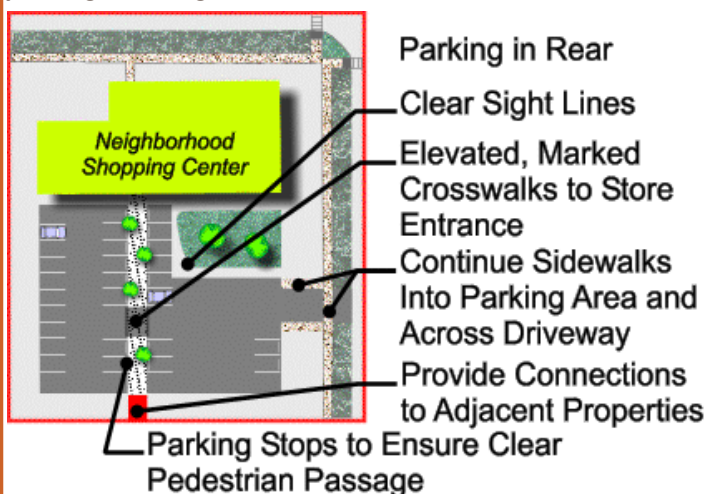 Parking in Rear
Neighborhood
Shopping Center
Clear Sight Lines
Elevated, Marked
Crosswalks to Store
Entrance
Continue Sidewalks
Into Parking Area and
Across Driveway
Provide Connections
to Adjacent Properties
Parking Stops to Ensure Clear
Pedestrian Passage